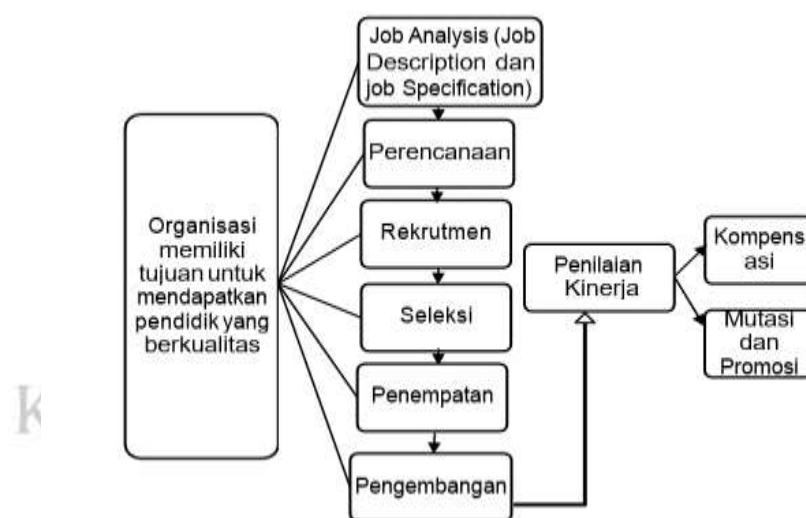 Organisasi
memiliki
tujuan untuk
mendapatkan
pendidik yang
berkualitas
Job Analysis (Job
Description dan
job Specification)
Perencanaan
Rekrutmen
Seleksi
Penempatan
Pengembangan
Penilaian
Kinerja
Kompens
asi
Mutasi
dan
Promosi
K